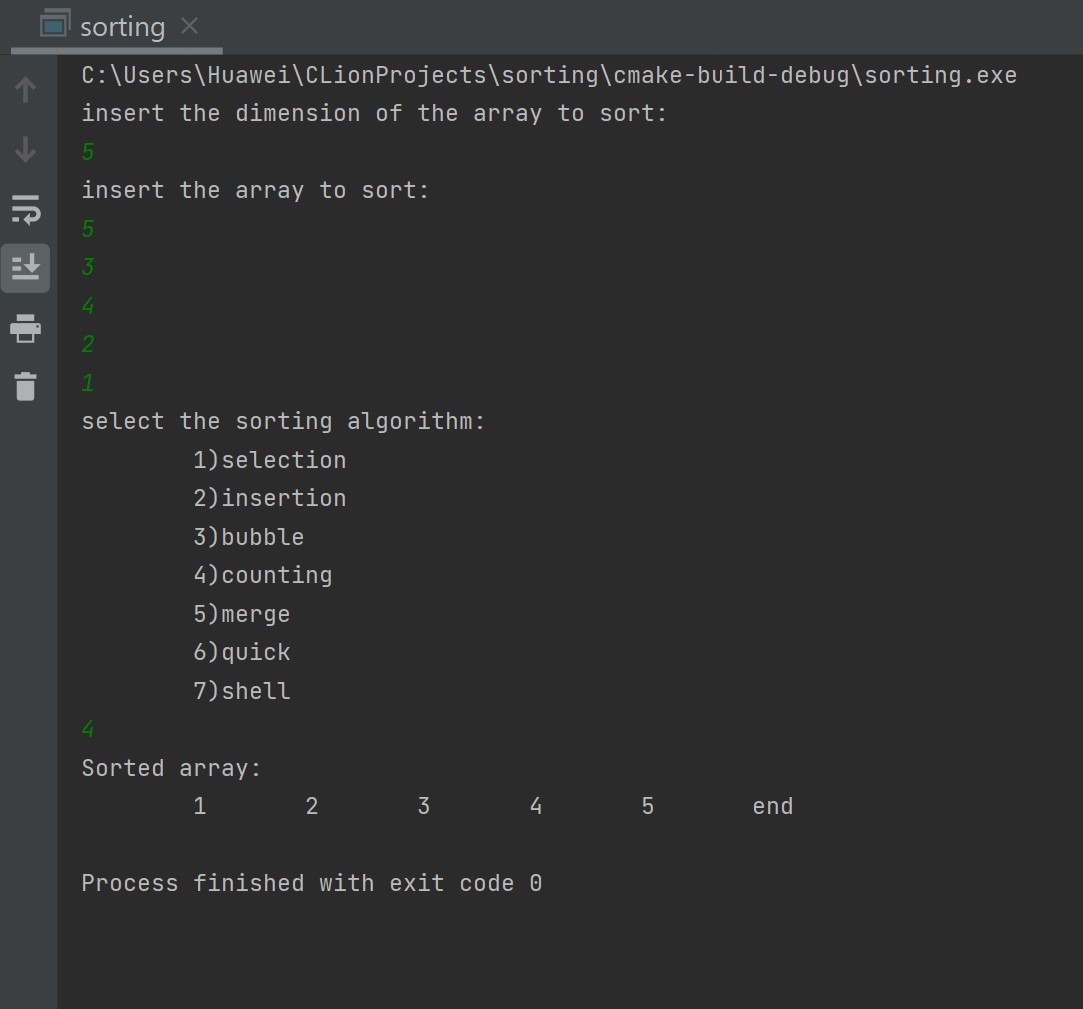 sorting
C:\Users\Huawei\CLionProjects\sorting\cmake-build-debug\sorting.exe
insert the dimension of the array to sort:
5
insert the array to sort:
5
3
4
2
1
select the sorting algorithm:
1)selection
2)insertion
3)bubble
4)counting
5)merge
6)quick
7)shell
4
Sorted array:
1 2 3 4 5 end
Process finished with exit code 0